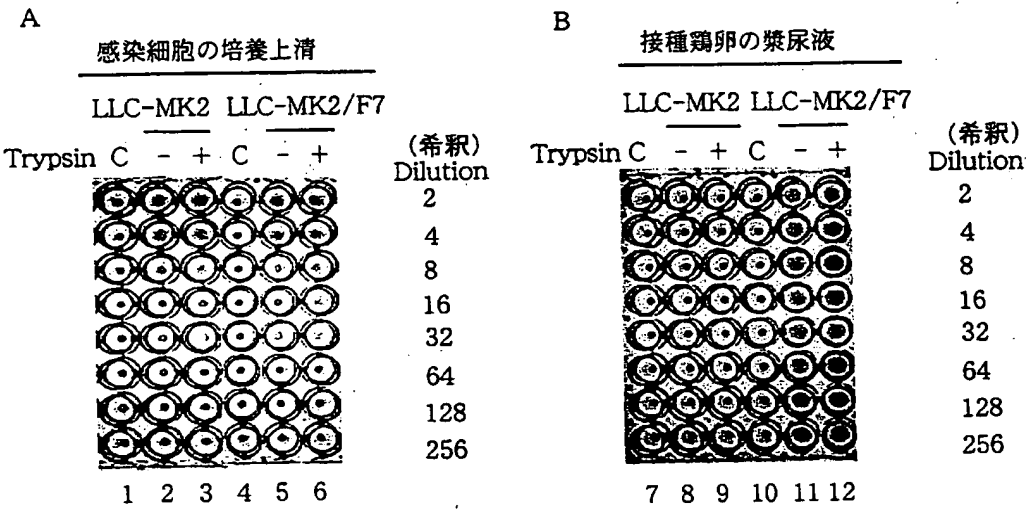 A
感染細胞の培養上清
LLC-MK2 LLC-MK2/F7
Trypsin C - + C - +
(希釈)
Dilution
2
4
8
16
32
64
128
256
1 2 3 4 5 6
B
接種鶏卵の漿尿液
LLC-MK2 LLC-MK2/F7
Trypsin C - + C - +
(希釈)
Dilution
2
4
8
16
32
64
128
256
7 8 9 10 11 12